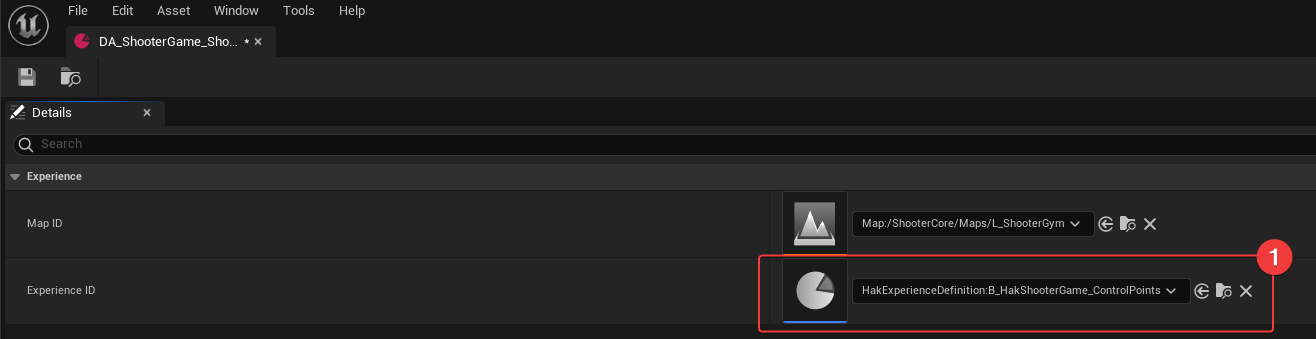 File Edit Asset Window Tools Help
DA_ShooterGame_Sho... *
Details
Search
Experience
Map ID
Map:/ShooterCore/Maps/L_ShooterGym
1
Experience ID
HakExperienceDefinition:B_HakShooterGame_ControlPoints